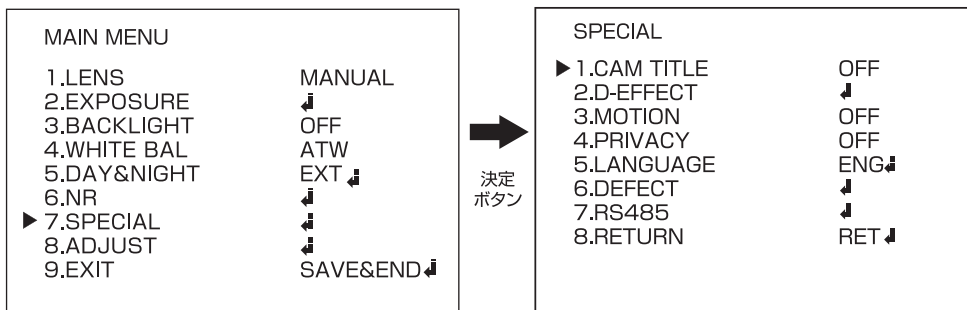 MAIN MENU
1.LENS MANUAL
2.EXPOSURE ↲
3.BACKLIGHT OFF
4.WHITE BAL ATW
5.DAY&NIGHT EXT↲
6.NR ↲
▶7.SPECIAL ↲
8.ADJUST ↲
9.EXIT SAVE&END↲
決定
ボタン
SPECIAL
▶1.CAM TITLE OFF
2.D-EFFECT ↲
3.MOTION OFF
4.PRIVACY OFF
5.LANGUAGE ENG↲
6.DEFECT ↲
7.RS485 ↲
8.RETURN RET↲